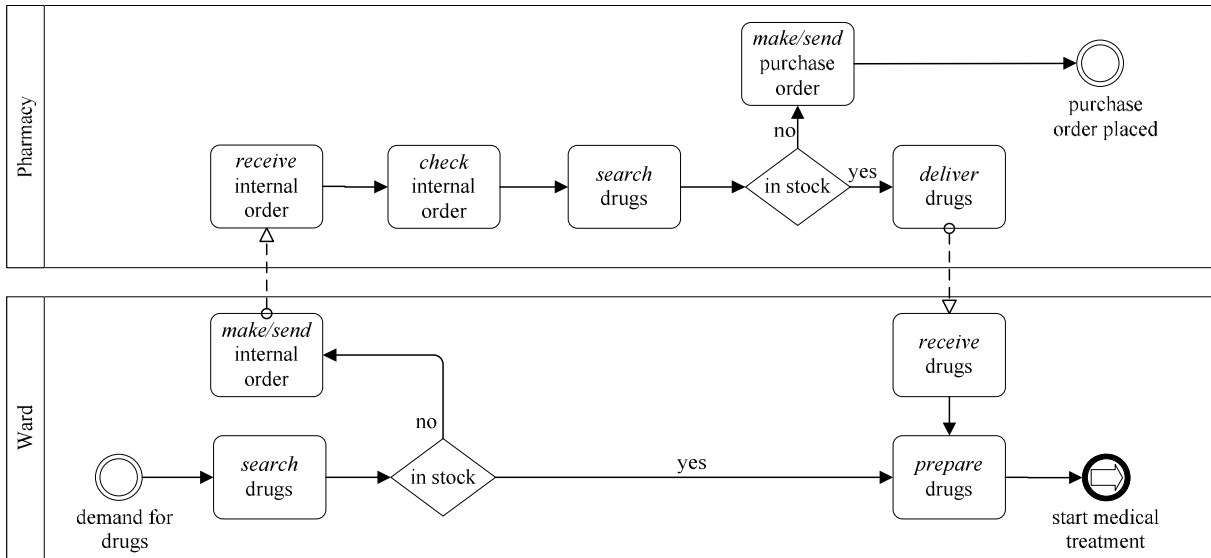 Pharmacy
make/send
purchase
order
purchase
order placed
no
receive
internal
order
check
internal
order
search
drugs
in stock
yes
deliver
drugs
Ward
make/send
internal
order
receive
drugs
no
search
drugs
in stock
yes
prepare
drugs
demand for
drugs
start medical
treatment